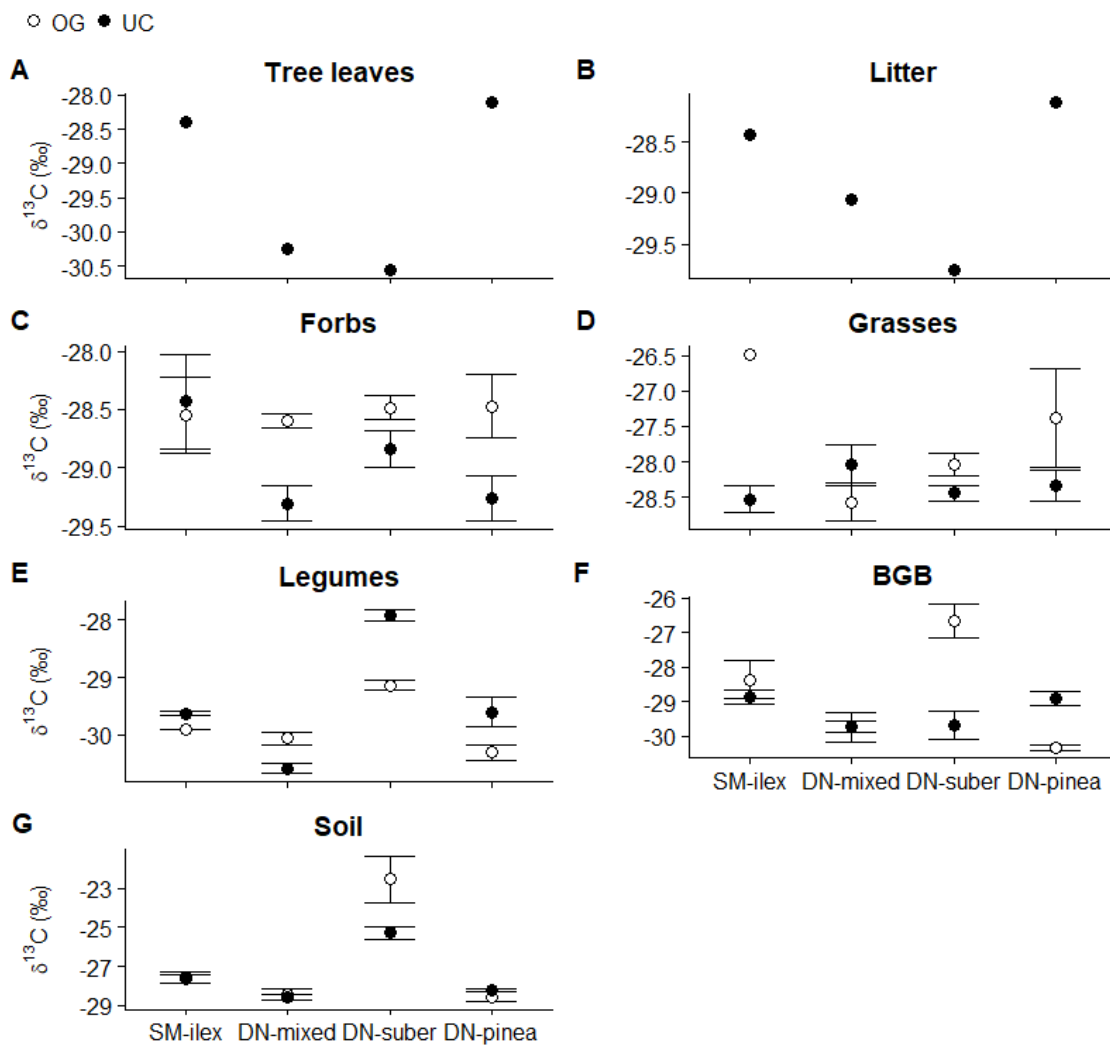 OG UC
A Tree leaves
B Litter
δ13C (‰)
-28.0
-28.5
-29.0
-29.5
-30.0
-30.5
-28.5
-29.0
-29.5
C Forbs
D Grasses
-28.0
-28.5
-29.0
-29.5
-26.5
-27.0
-27.5
-28.0
-28.5
E Legumes
F BGB
δ13C (‰)
-28
-29
-30
-26
-27
-28
-29
-30
SM-ilex DN-mixed DN-suber DN-pinea
G Soil
δ13C (‰)
-23
-25
-27
-29
SM-ilex DN-mixed DN-suber DN-pinea